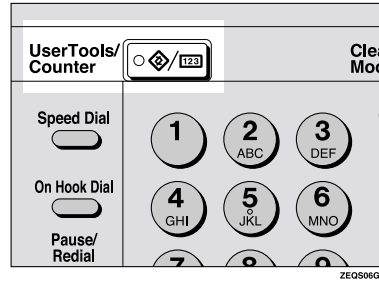 UserTools/
Counter
123
Speed Dial
1
2
ABC
3
DEF
On Hook Dial
4
GHI
5
JKL
6
MNO
Pause/
Redial
ZEQS06